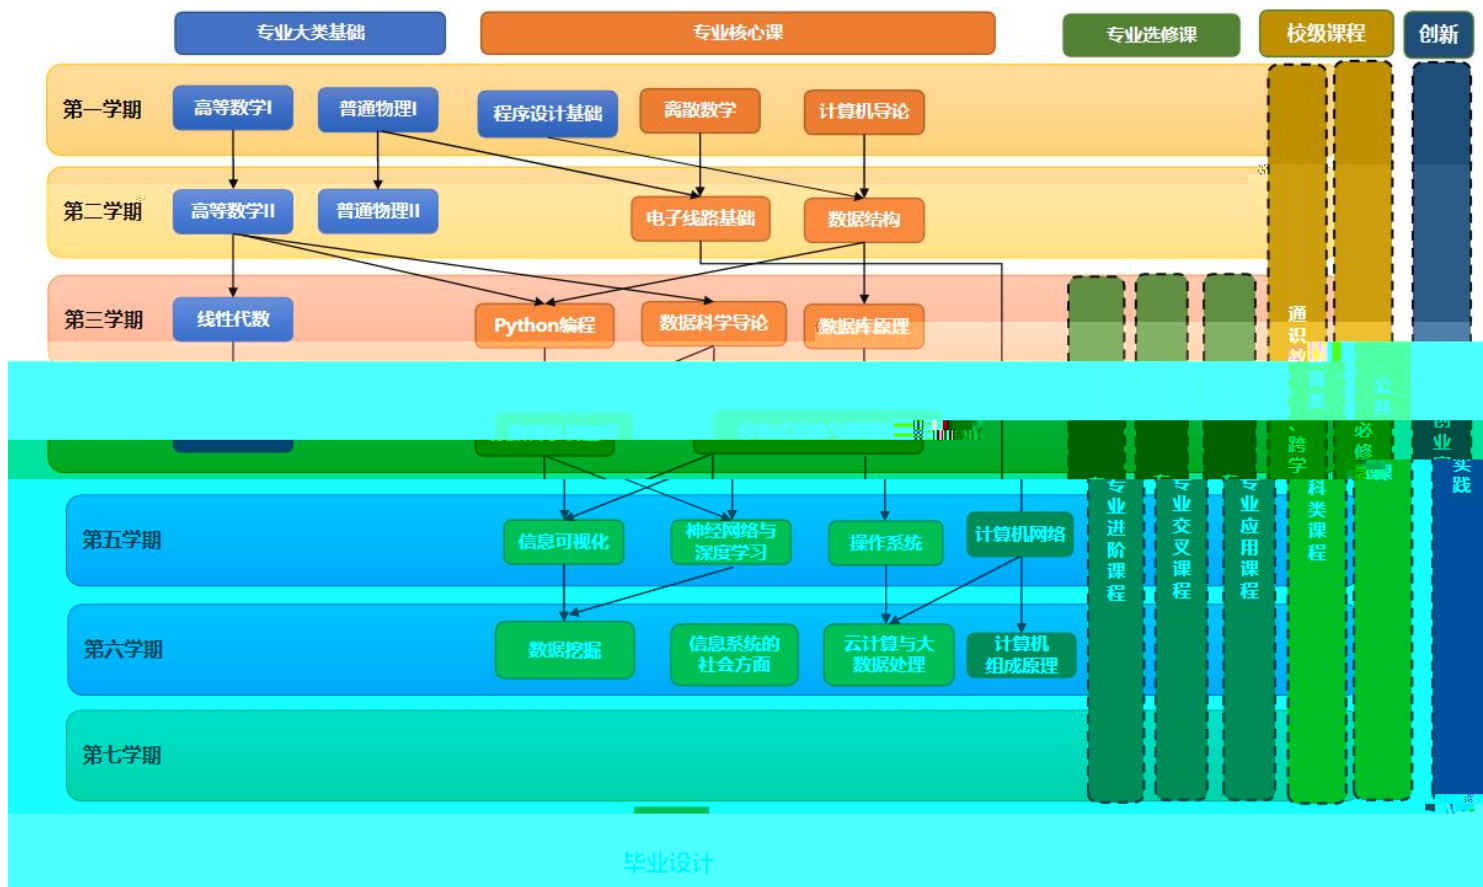 专业大类基础
专业核心课
专业选修课
校级课程
创新
第一学期
高等数学I
普通物理I
程序设计基础
离散数学
计算机导论
第二学期
高等数学II
普通物理II
电子线路基础
数据结构
第三学期
线性代数
Python编程
数据科学导论
数据库原理
第五学期
信息可视化
神经网络与
深度学习
操作系统
计算机网络
第六学期
数据挖掘
信息系统的
社会方面
云计算与大
数据处理
计算机
组成原理
第七学期
专业进阶课程
专业交叉课程
专业应用课程
通识教
、跨学
科类课程
公共
必修
创业
实践
毕业设计